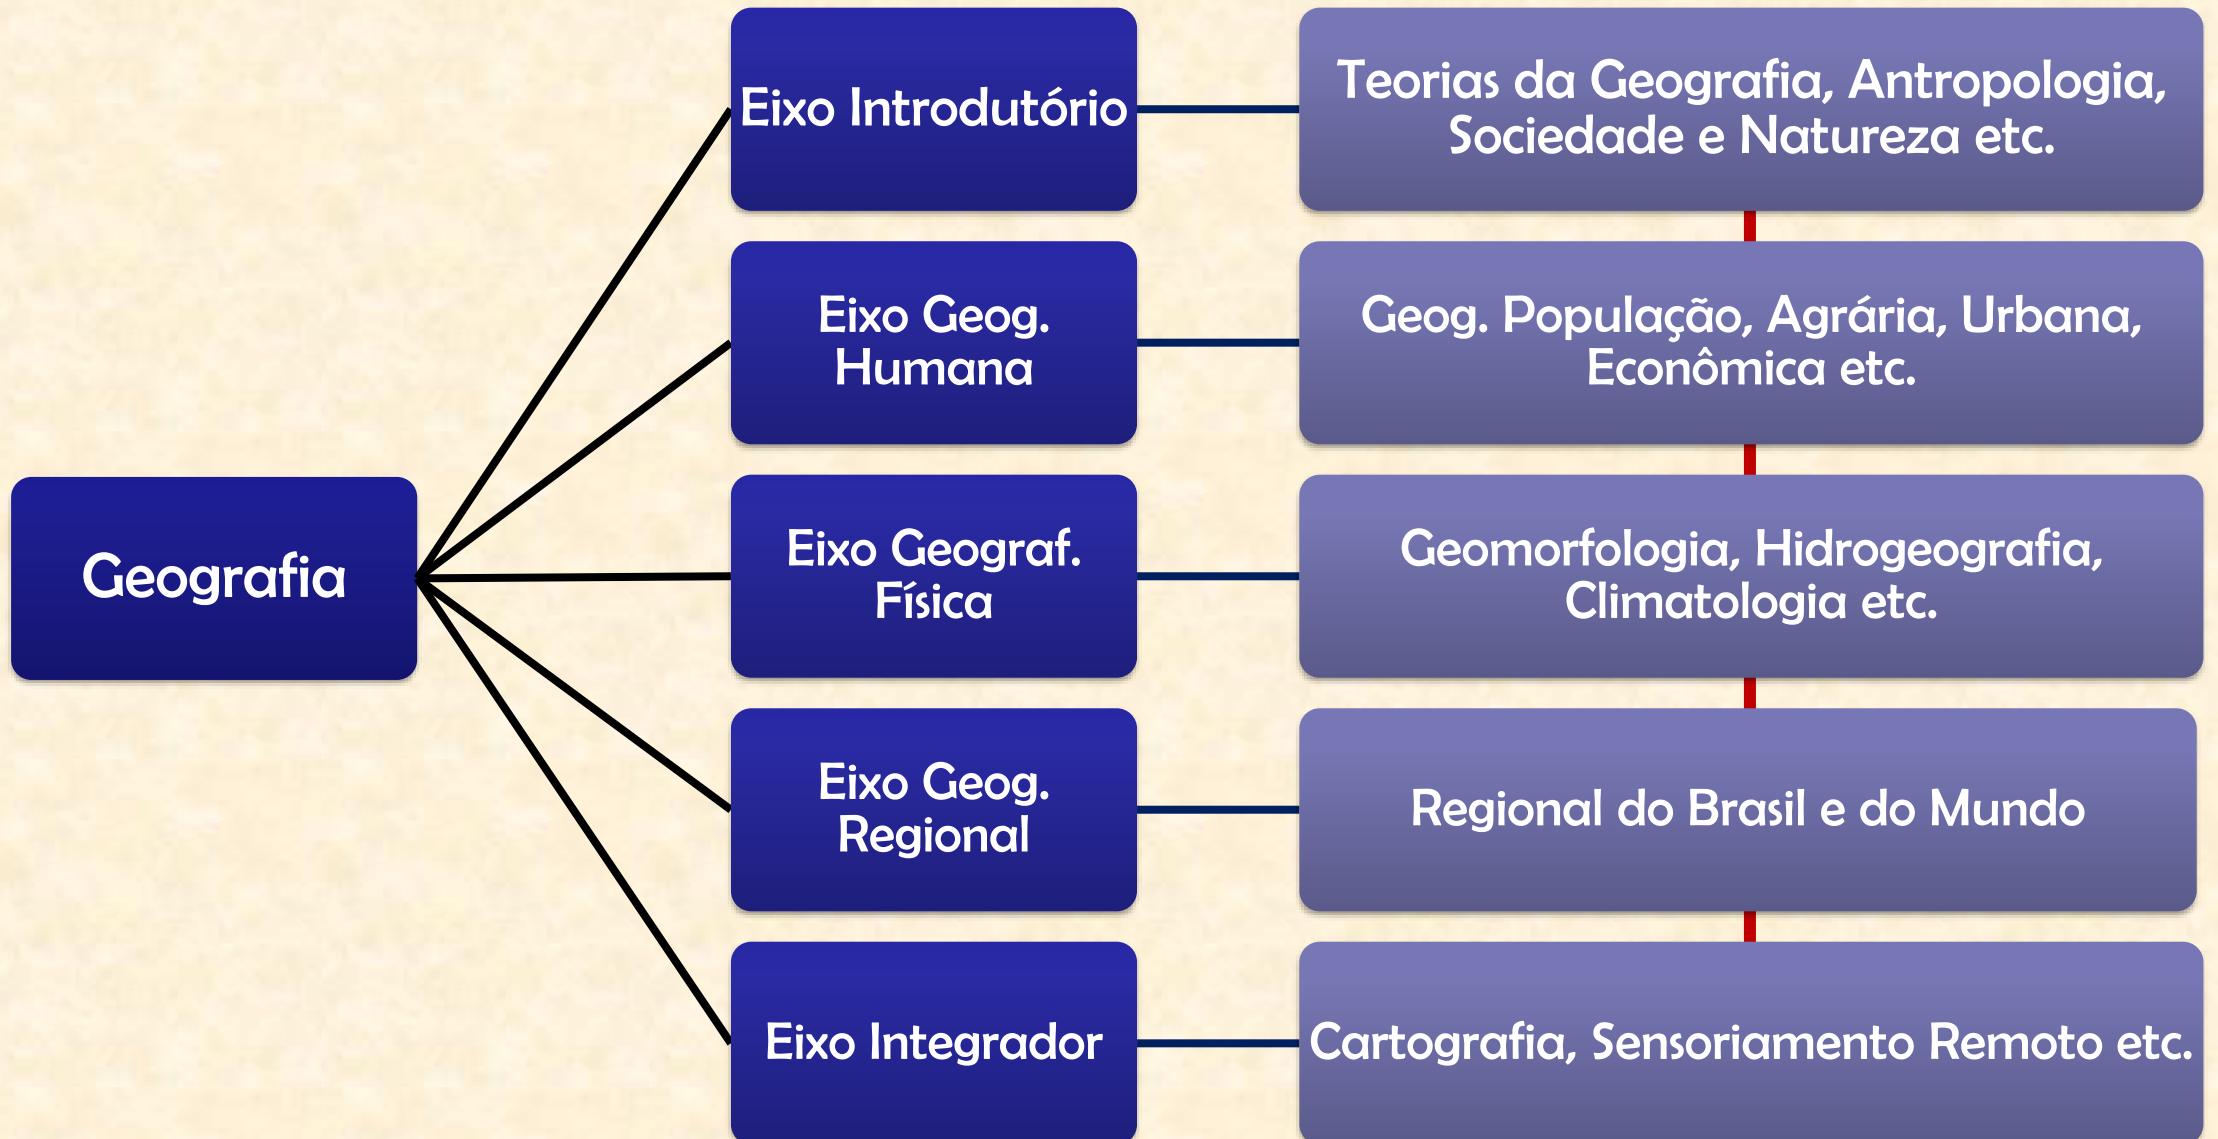 Geografia
Eixo Introdutório
Teorias da Geografia, Antropologia,
Sociedade e Natureza etc.
Eixo Geog.
Humana
Geog. População, Agrária, Urbana,
Econômica etc.
Eixo Geograf.
Física
Geomorfologia, Hidrogeografia,
Climatologia etc.
Eixo Geog.
Regional
Regional do Brasil e do Mundo
Eixo Integrador
Cartografia, Sensoriamento Remoto etc.